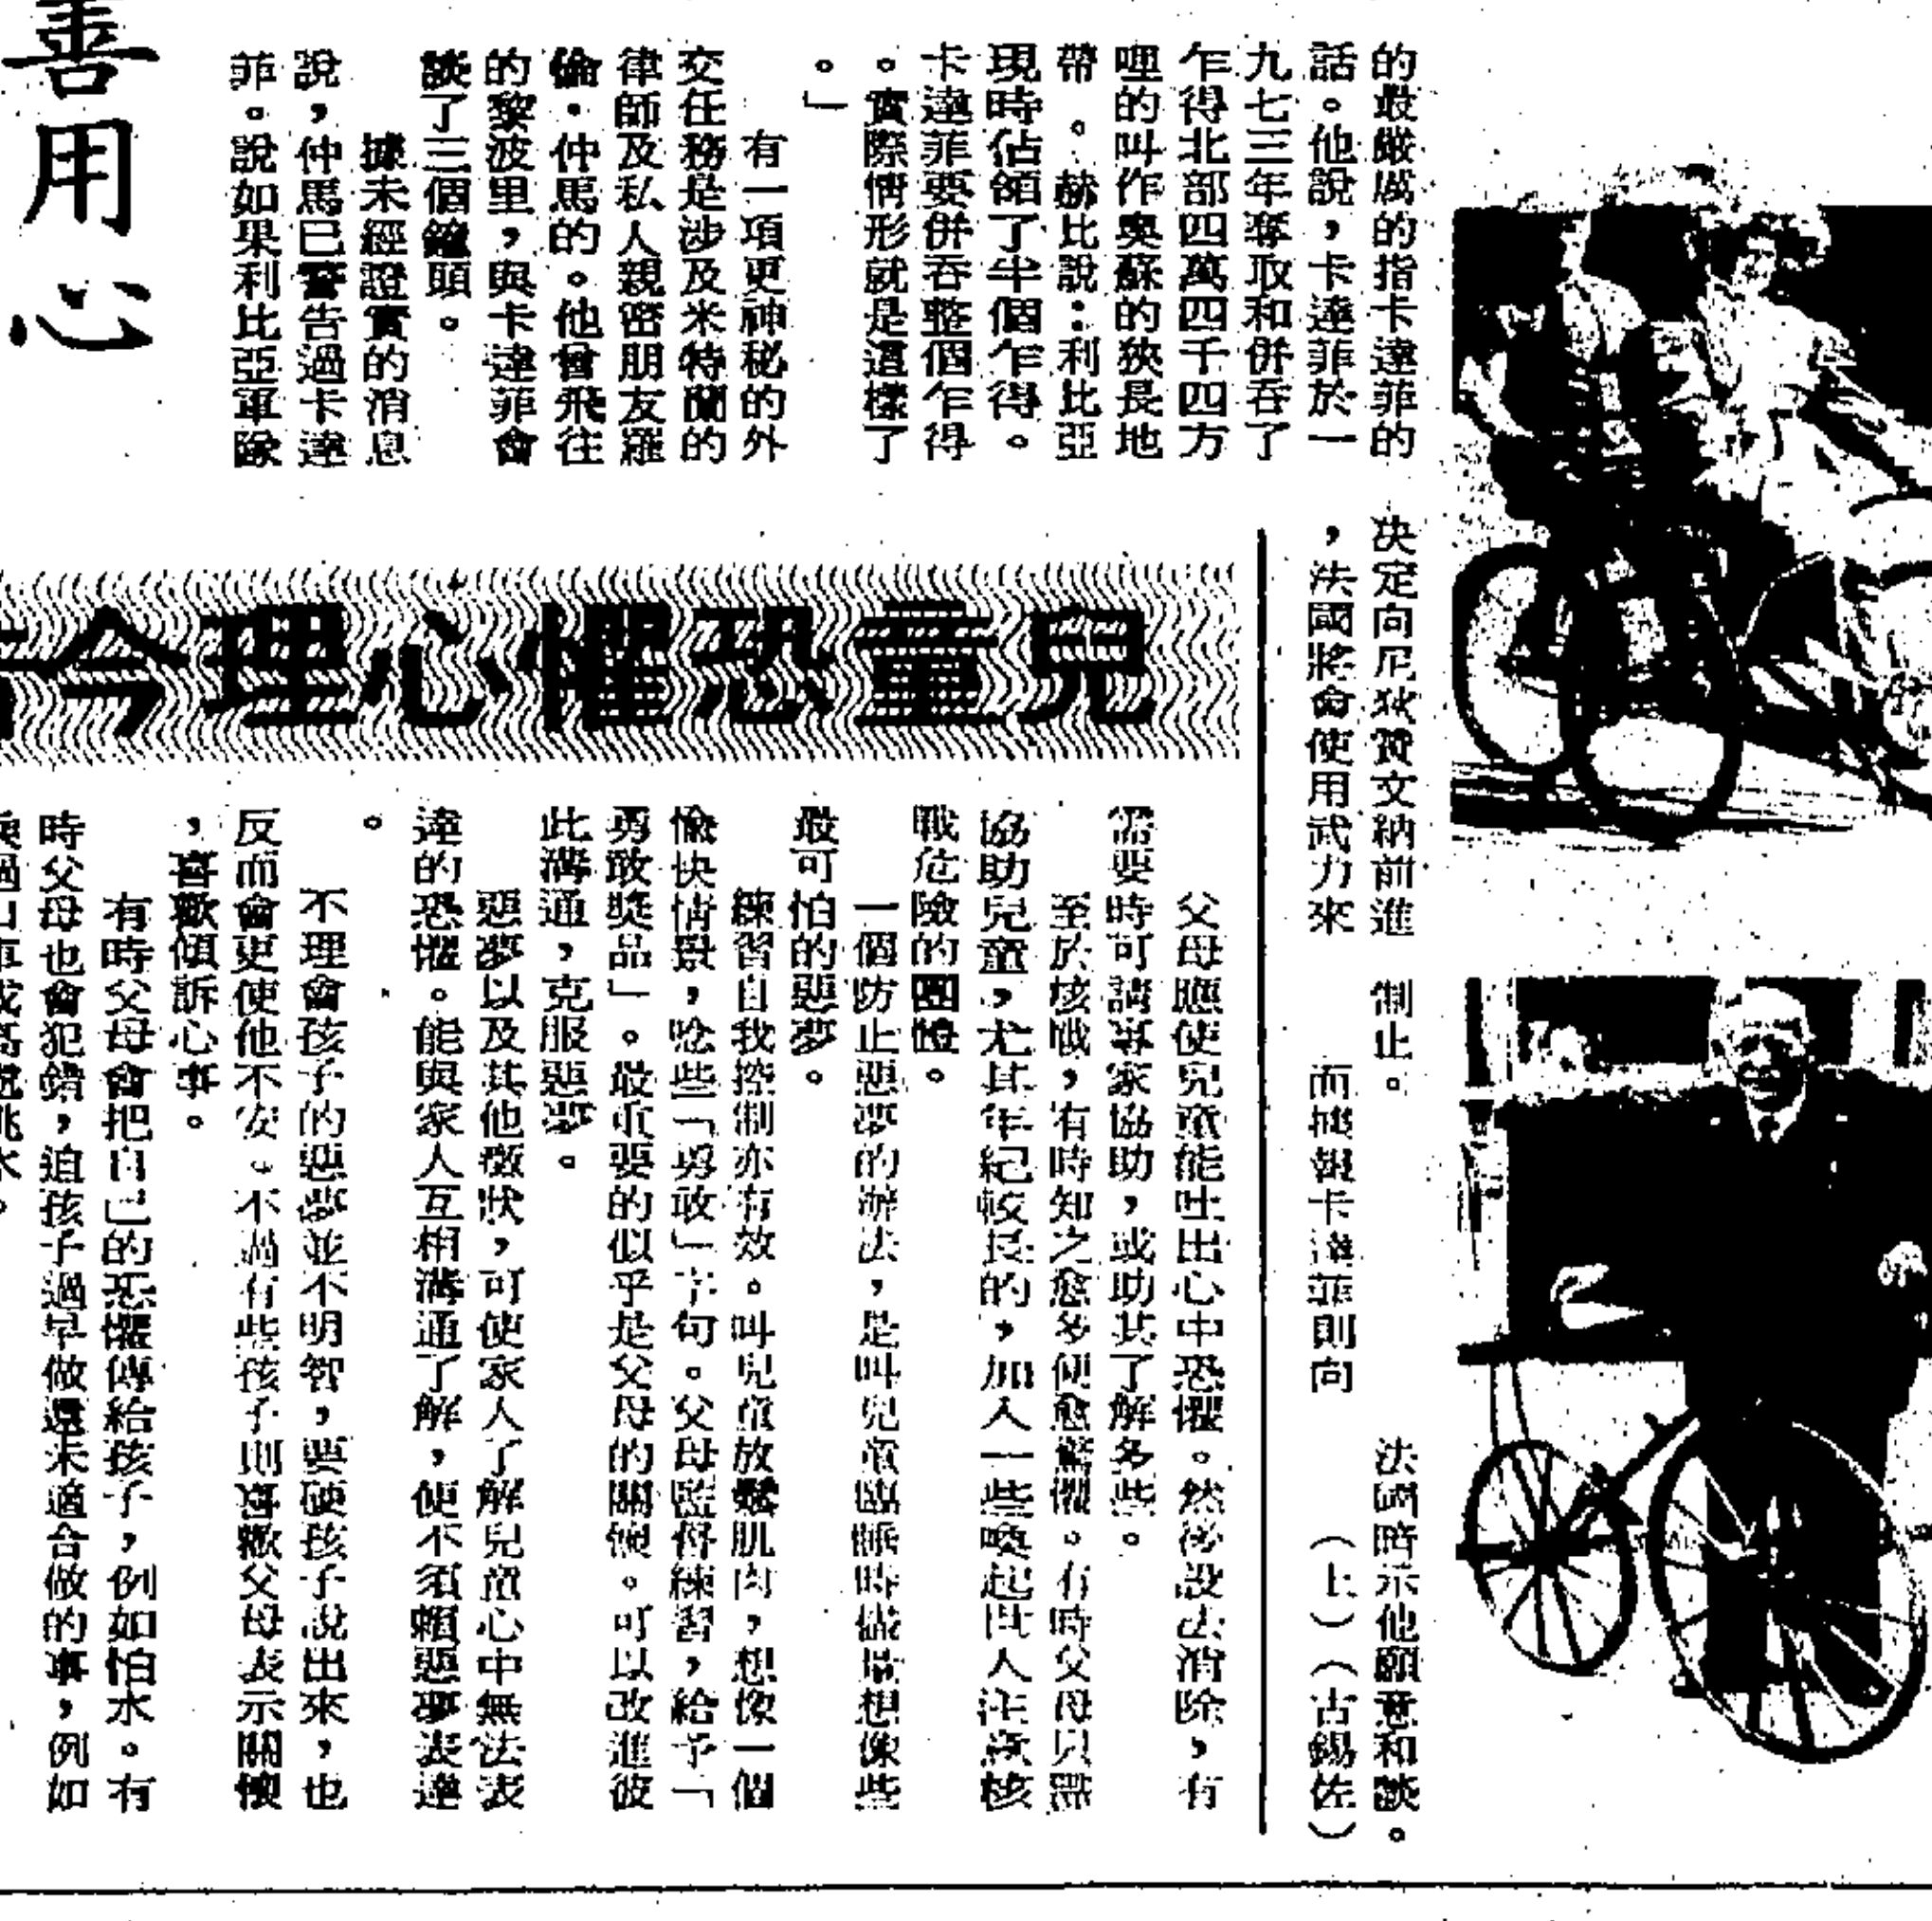 的最嚴厲的指卡達菲的
話。他說，卡達菲於一
九七三年奪取和併吞了
乍得北部四萬四千四方
哩的叫作奧蘇的狹長地
帶。赫比說：利比亞
現時佔領了半個乍得。
卡達菲要併吞整個乍得
。實際情形就是這樣了
。」
有一項更神秘的外
交任務是涉及米特蘭的
律師及私人親密朋友羅
倫·仲馬的。他曾飛往
的黎波里，與卡達菲會
談了三個鐘頭。
據未經證實的消息
說，仲馬已警告過卡達
菲。說如果利比亞軍隊
決定向尼狄賛文納前進
，法國將會使用武力來
制止。
而據報卡達菲則向
法國暗示他願意和談。
（上）（古錫佐）
善用心
兒童恐懼心理今
父母應使兒童能吐出心中恐懼。然後設法消除，有
需要時可請專家協助，或助其了解多些。
至於核戰，有時知之愈多便愈驚懼。有時父母只需
協助兒童，尤其年紀較長的，加入一些喚起世人注意核
戰危險的團體。
一個防止惡夢的辦法，是叫兒童臨睡時儘量想像些
最可怕的惡夢。
練習自我控制亦有效。叫兒童放鬆肌肉，想像一個
愉快情景，唸些「勇敢」字句。父母監督練習，給予「
勇敢獎品」。最重要的似乎是父母的關懷。可以改進彼
此溝通，克服惡夢。
惡夢以及其他癥狀，可使家人了解兒童心中無法表
達的恐懼。能與家人互相溝通了解，便不須賴惡夢表達
。
不理會孩子的惡夢並不明智，要硬孩子說出來，也
反而會更使他不安。不過有些孩子則喜歡父母表示關懷
，喜歡傾訴心事。
有時父母會把自己的恐懼傳給孩子，例如怕水。有
時父母也會犯錯，迫孩子過早做還未適合做的事，例如